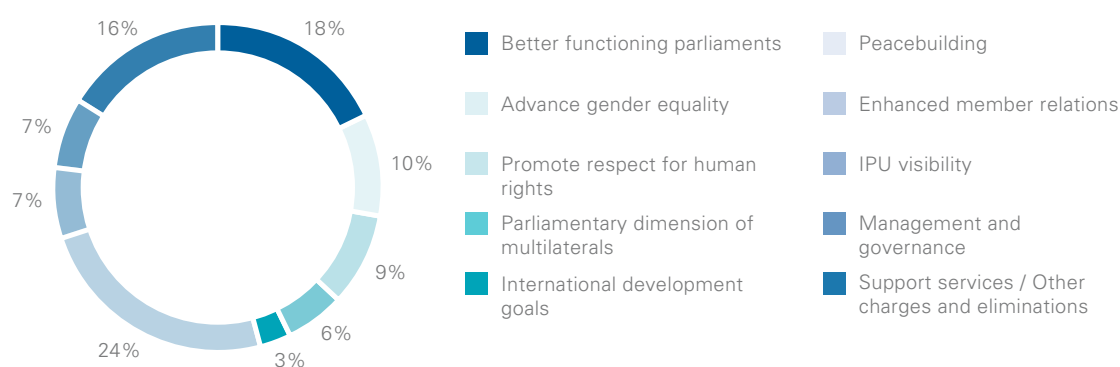 16%
18%
7%
10%
7%
9%
24%
6%
3%
Better functioning parliaments
Advance gender equality
Promote respect for human
rights
Parliamentary dimension of
multilaterals
International development
goals
Peacebuilding
Enhanced member relations
IPU visibility
Management and
governance
Support services / Other
charges and eliminations